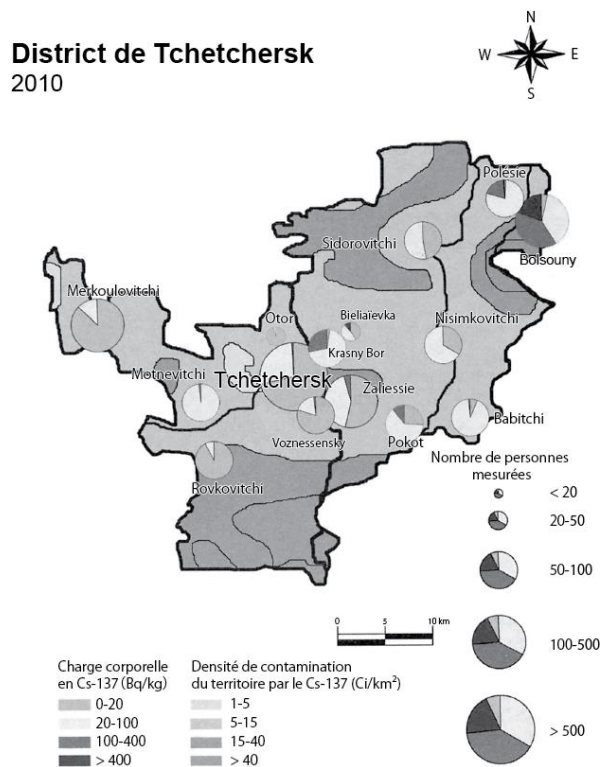 District de Tchetchersk
2010
N
W E
S
Polésie
Bolsouny
Sidorovitchi
Merkoulovitchi
Otor
Bieliaïevka
Nisimkovitchi
Krasny Bor
Motnevitchi
Tchetchersk
Zaliessie
Voznessensky
Pokot
Babitchi
Rovkovitchi
Nombre de personnes
mesurées
< 20
20-50
50-100
100-500
> 500
0 5 10 km
Charge corporelle
en Cs-137 (Bq/kg)
0-20
20-100
100-400
> 400
Densité de contamination
du territoire par le Cs-137 (Ci/km²)
1-5
5-15
15-40
> 40